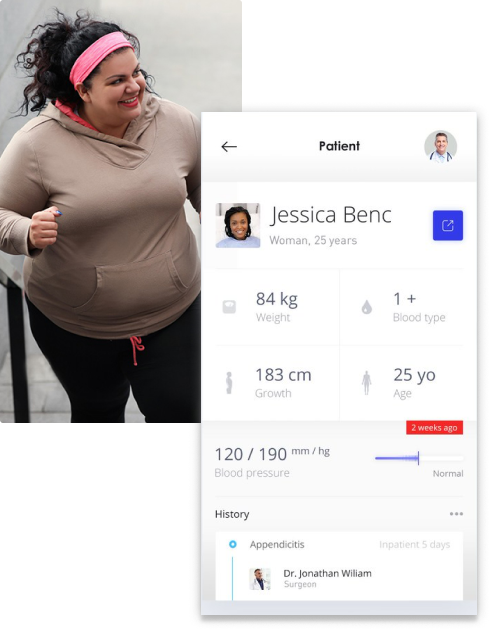 Patient
Jessica Benc
Woman, 25 years
84 kg
Weight
1 +
Blood type
183 cm
Growth
25 yo
Age
2 weeks ago
120 / 190 mm / hg
Blood pressure
Normal
History
Appendicitis
Inpatient 5 days
Dr. Jonathan Wiliam
Surgeon